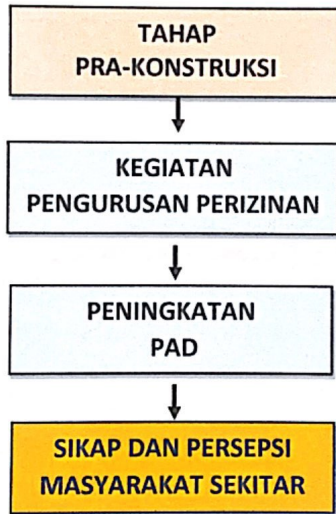 TAHAP
PRA-KONSTRUKSI
KEGIATAN
PENGURUSAN PERIZINAN
PENINGKATAN
PAD
SIKAP DAN PERSEPSI
MASYARAKAT SEKITAR